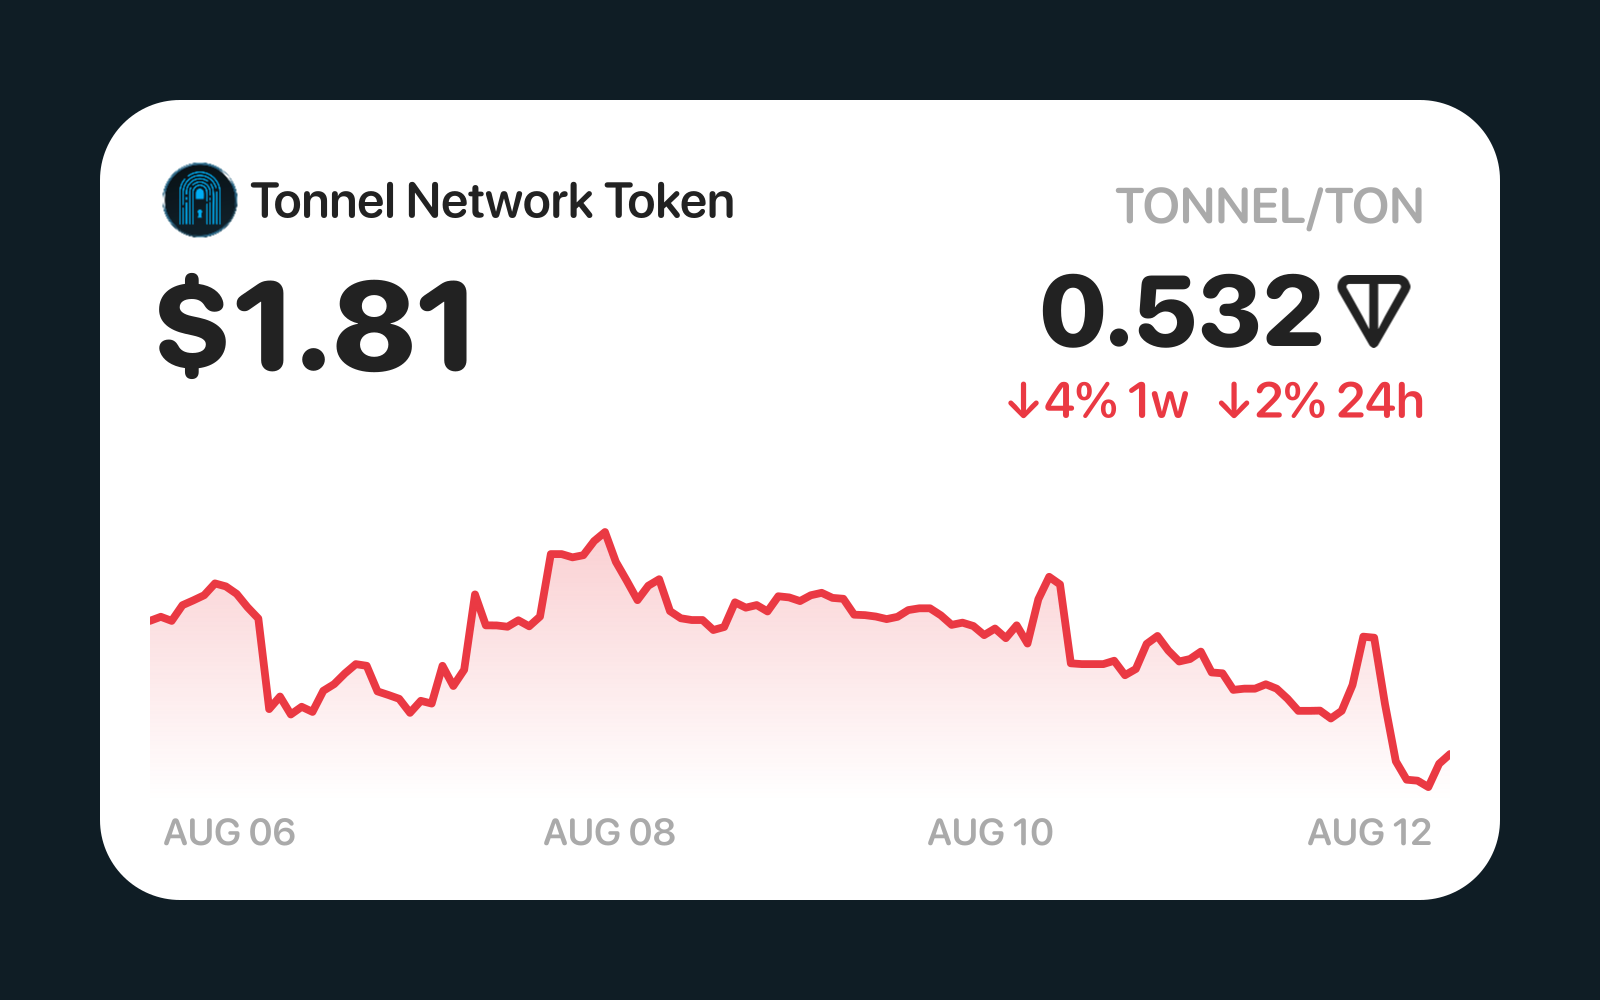 Tonnel Network Token
TONNEL/TON
$1.81
0.532
↓4% 1w ↓2% 24h
AUG 06
AUG 08
AUG 10
AUG 12